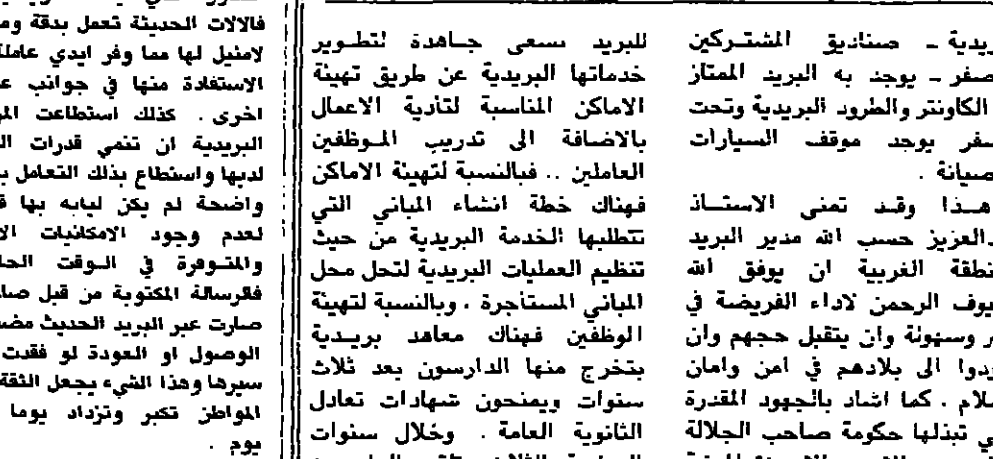 ريدية ـ صناديق المشتركين
صفر ـ يوجد به البريد الممتاز
الكاونتر والطرود البريدية وتحت
يوجد موقف السيارات
صيانة .
هذا وقد تمنى الاستاذ
العزيز حسب الله مدير البريد
نطقة الغربية ان يوفق الله
يوف الرحمن لاداء الفريضة في
ر وسهولة وان يتقبل حجهم وان
ودوا الى بلادهم في امن وامان
سلام . كما اشاد بالجهود المقدرة
ي تبذلها حكومة صاحب الجلالة
للبريد تسعى جاهدة لتطوير
خدماتها البريدية عن طريق تهيئة
الاماكن المناسبة لتأدية الاعمال
بالاضافة الى تدريب الموظفين
العاملين .. فبالنسبة لتهيئة الاماكن
فهناك خطة انشاء المباني التي
تتطلبها الخدمة البريدية من حيث
تنظيم العمليات البريدية لتحل محل
المباني المستأجرة . وبالنسبة لتهيئة
الوظفين فهناك معاهد بريدية
يتخرج منها الدارسون بعد ثلاث
سنوات ويمنحون شهادات تعادل
الثانوية العامة . وخلال سنوات
فالالات الحديثة تعمل بدقة
لامثيل لها مما وفر ايدي عاملة
الاستفادة منها في جوانب
اخرى . كذلك استطاعت
البريدية ان تنمي قدرات
لديها واستطاع بذلك التعامل
واضحة لم يكن ليابه بها
لعدم وجود الامكانيات
والمتوفرة في الوقت
فالرسالة المكتوبة من قبل
صارت عبر البريد الحديث
الوصول او العودة لو فقدت
سيرها وهذا الشيء يجعل الثقة
المواطن تكبر وتزداد يوما
يوم .